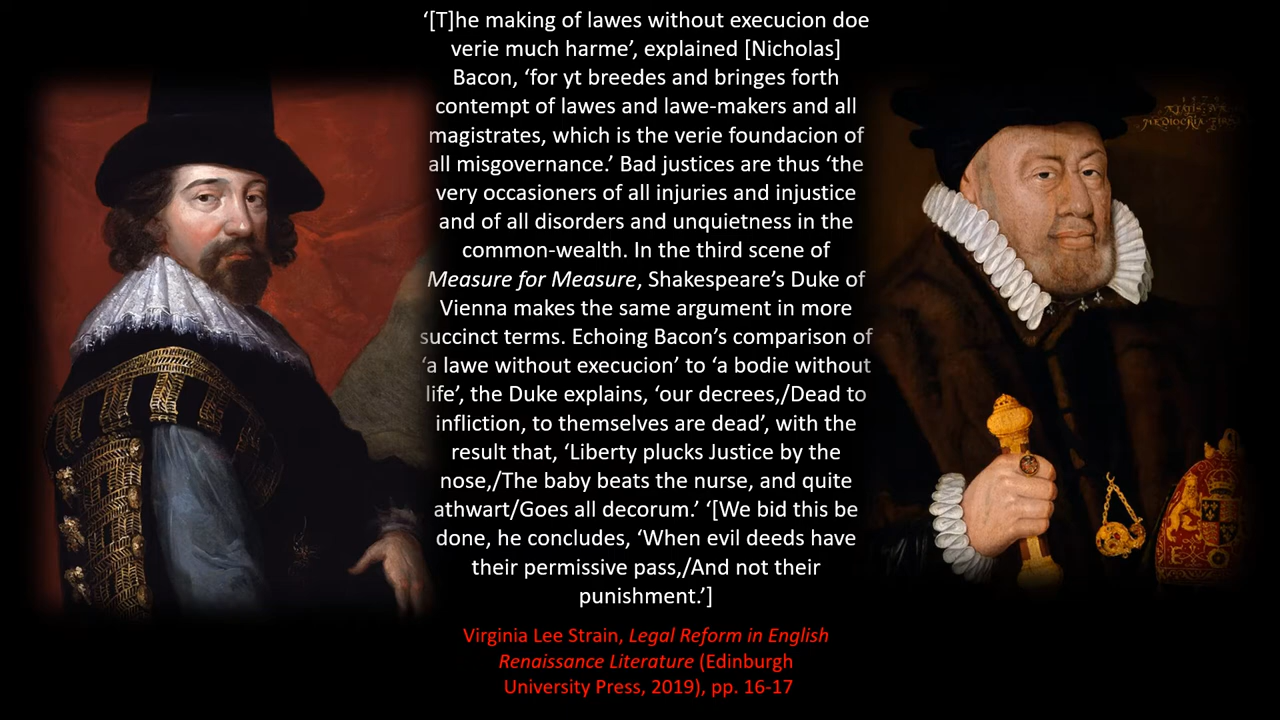 ‘[T]he making of lawes without execucion doe
verie much harme’, explained [Nicholas]
Bacon, ‘for yt breedes and bringes forth
contempt of lawes and lawe-makers and all
magistrates, which is the verie foundacion of
all misgovernance.’ Bad justices are thus ‘the
very occasioners of all injuries and injustice
and of all disorders and unquietness in the
common-wealth. In the third scene of
Measure for Measure, Shakespeare’s Duke of
Vienna makes the same argument in more
succinct terms. Echoing Bacon’s comparison of
‘a lawe without execucion’ to ‘a bodie without
life’, the Duke explains, ‘our decrees,/Dead to
infliction, to themselves are dead’, with the
result that, ‘Liberty plucks Justice by the
nose,/The baby beats the nurse, and quite
athwart/Goes all decorum.’ ‘[We bid this be
done, he concludes, ‘When evil deeds have
their permissive pass,/And not their
punishment.’]
Virginia Lee Strain, Legal Reform in English
Renaissance Literature (Edinburgh
University Press, 2019), pp. 16-17